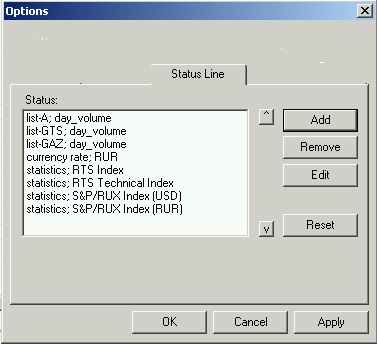 Options
Status Line
Status:
list-A; day_volume
list-GTS; day_volume
list-GAZ; day_volume
currency rate; RUR
statistics; RTS Index
statistics; RTS Technical Index
statistics; S&P/RUX Index (USD)
statistics; S&P/RUX Index (RUR)
^
v
Add
Remove
Edit
Reset
OK
Cancel
Apply